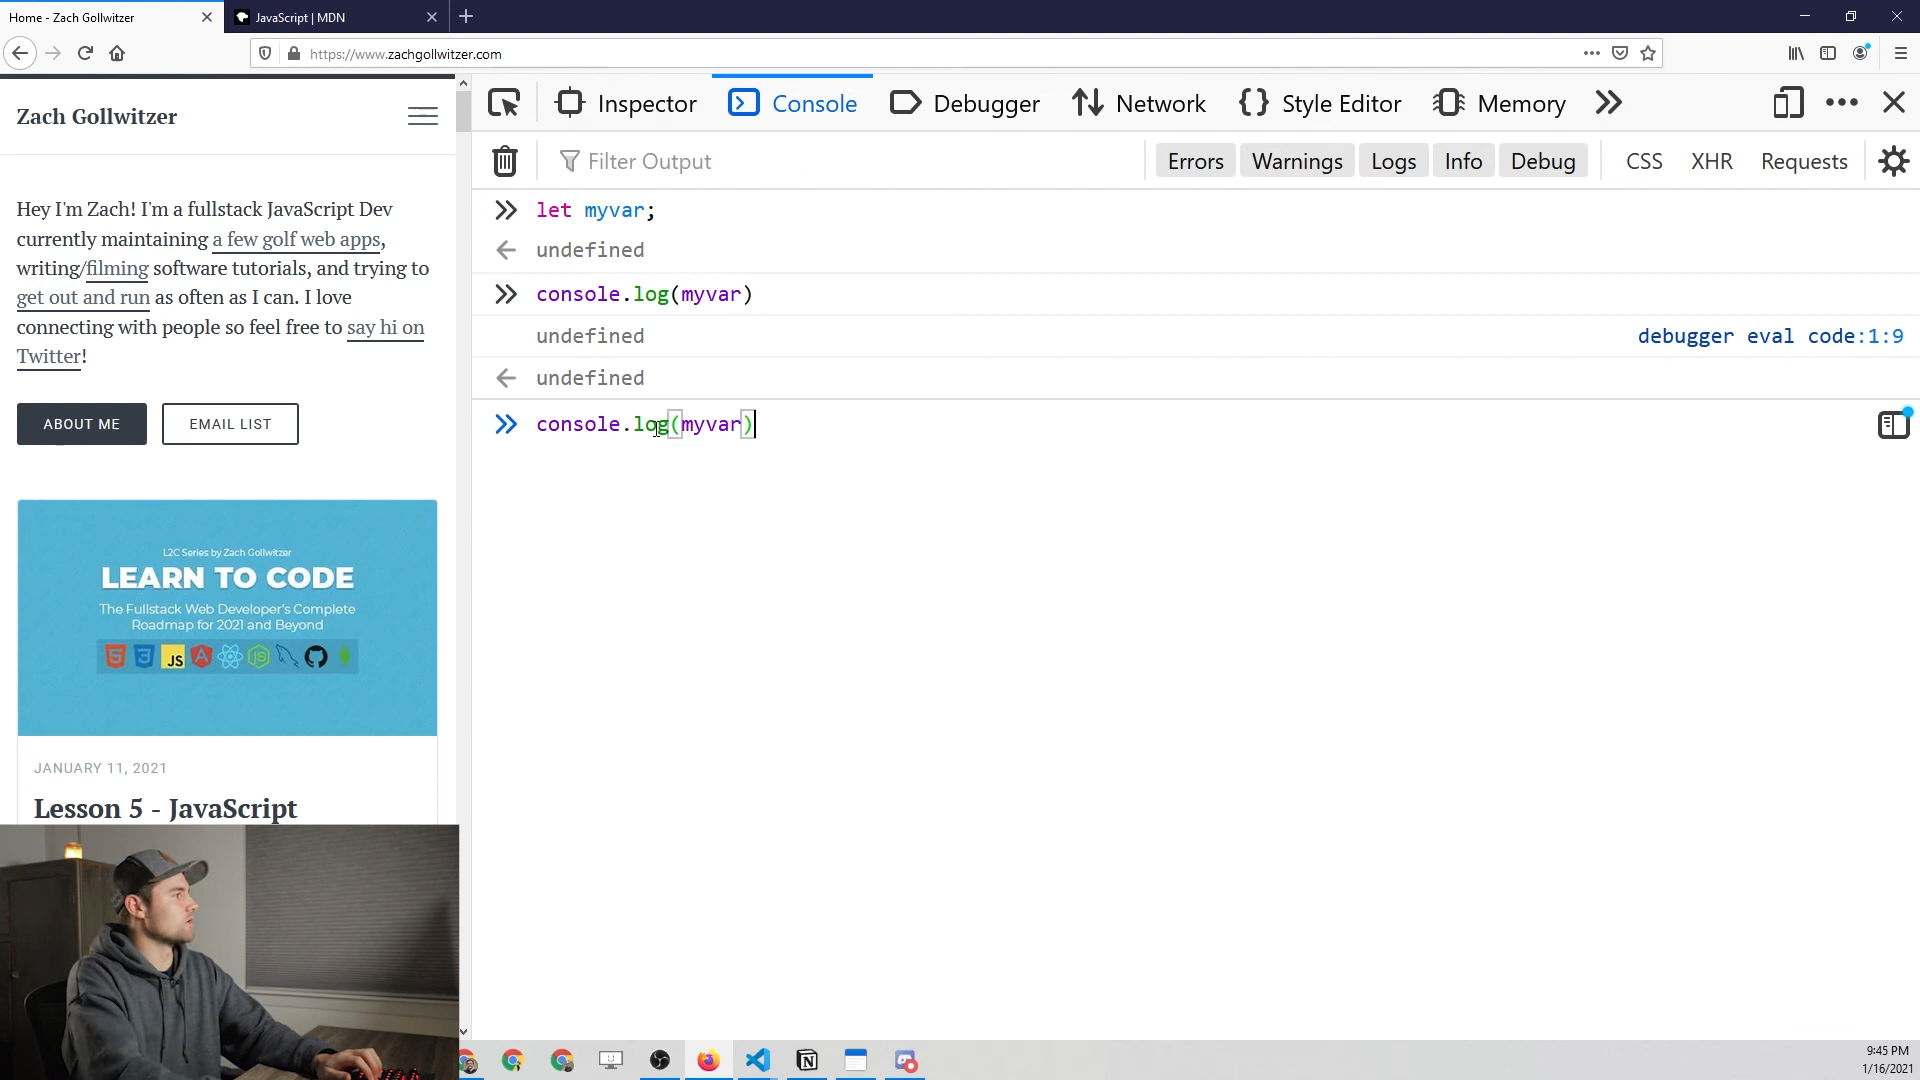 Home - Zach Gollwitzer
JavaScript | MDN
https://www.zachgollwitzer.com
Zach Gollwitzer
Hey I'm Zach! I'm a fullstack JavaScript Dev
currently maintaining a few golf web apps,
writing/filming software tutorials, and trying to
get out and run as often as I can. I love
connecting with people so feel free to say hi on
Twitter!
ABOUT ME
EMAIL LIST
L2C Series by Zach Gollwitzer
LEARN TO CODE
The Fullstack Web Developer's Complete
Roadmap for 2021 and Beyond
JS
JANUARY 11, 2021
Lesson 5 - JavaScript
Inspector
Console
Debugger
Network
Style Editor
Memory
Filter Output
Errors
Warnings
Logs
Info
Debug
CSS
XHR
Requests
let myvar;
undefined
console.log(myvar)
undefined
debugger eval code:1:9
undefined
console.log(myvar)
9:45 PM
1/16/2021